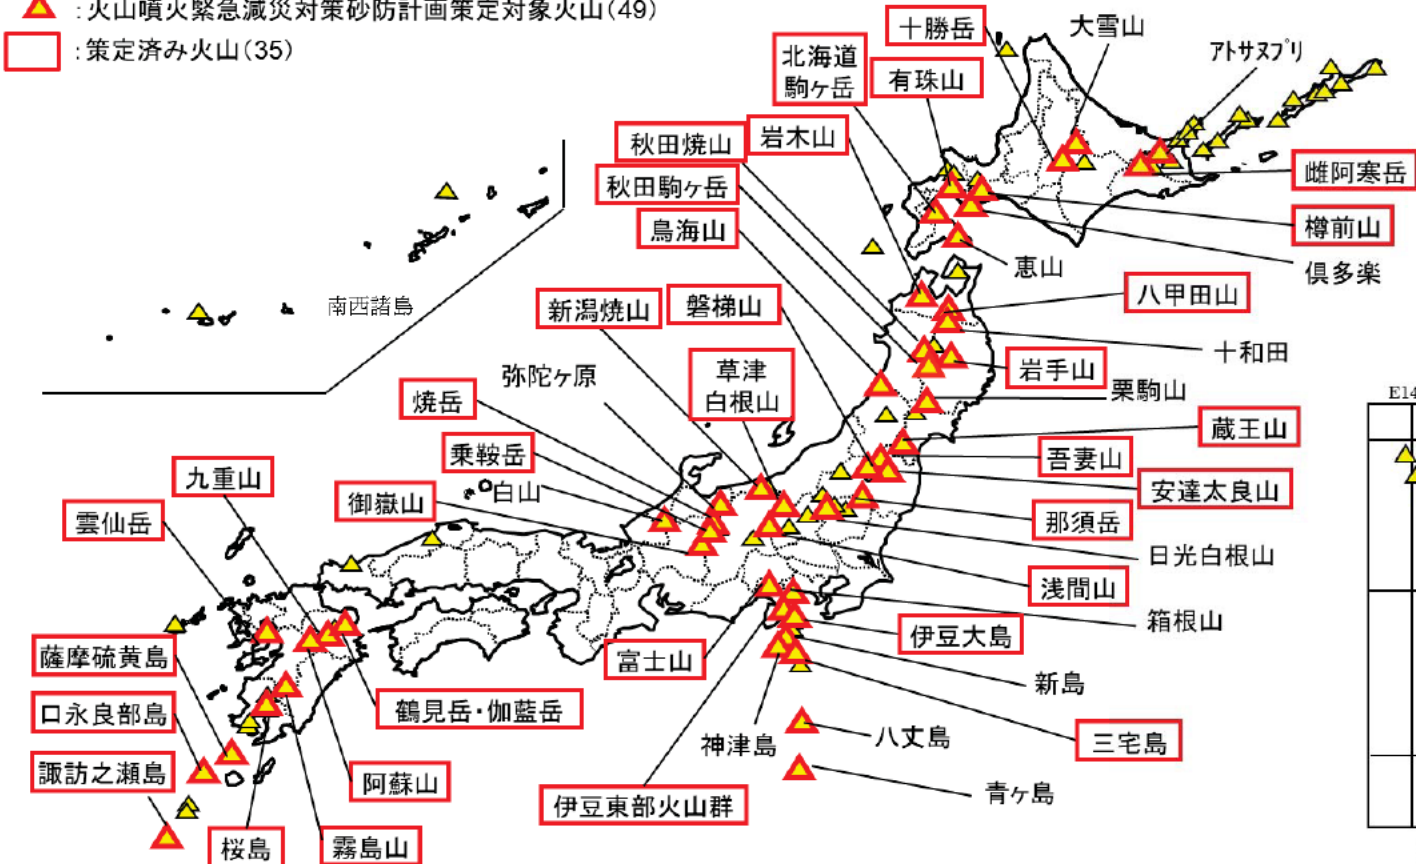 :火山噴火緊急減災対策砂防計画策定対象火山(49)
:策定済み火山(35)
十勝岳
大雪山
アトサヌプリ
北海道
駒ヶ岳
有珠山
秋田焼山
岩木山
雌阿寒岳
秋田駒ヶ岳
樽前山
鳥海山
恵山
倶多楽
南西諸島
新潟焼山
磐梯山
八甲田山
十和田
弥陀ヶ原
草津
白根山
岩手山
焼岳
栗駒山
E14
蔵王山
乗鞍岳
吾妻山
九重山
御嶽山
白山
安達太良山
雲仙岳
那須岳
日光白根山
浅間山
箱根山
伊豆大島
薩摩硫黄島
富士山
新島
口永良部島
鶴見岳・伽藍岳
神津島
八丈島
三宅島
諏訪之瀬島
阿蘇山
伊豆東部火山群
青ヶ島
桜島
霧島山